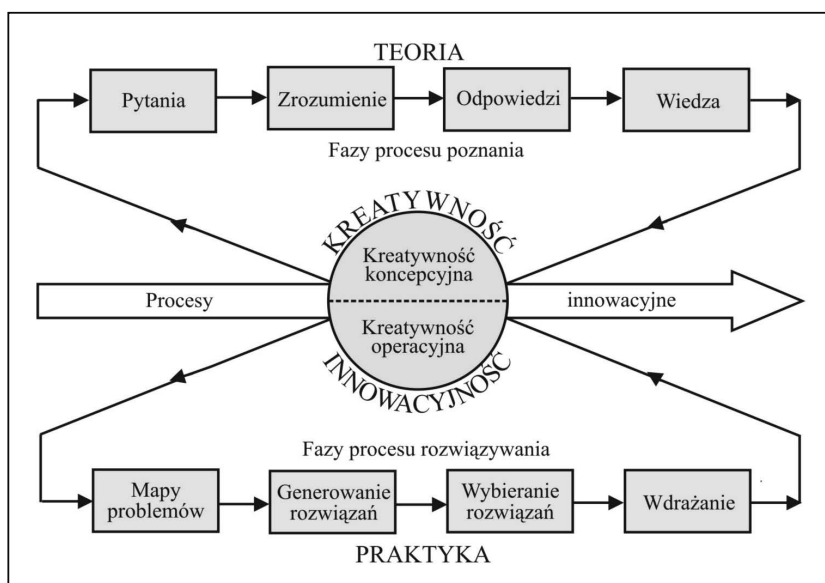 TEORIA
Pytania
Zrozumienie
Odpowiedzi
Wiedza
Fazy procesu poznania
KREATYWNOŚĆ
Kreatywność
koncepcyjna
Procesy
innowacyjne
Kreatywność
operacyjna
INNOWACYJNOŚĆ
Fazy procesu rozwiązywania
Mapy
problemów
Generowanie
rozwiązań
Wybieranie
rozwiązań
Wdrażanie
PRAKTYKA